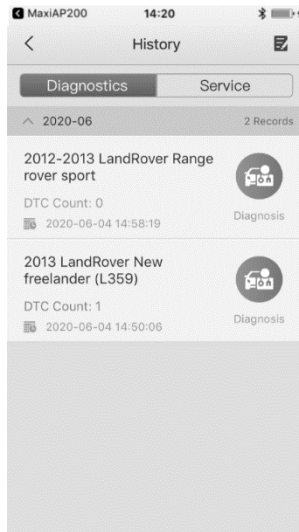 MaxiAP200 14:20
History
Diagnostics Service
2020-06 2 Records
2012-2013 LandRover Range
rover sport
DTC Count: 0
2020-06-04 14:58:19
Diagnosis
2013 LandRover New
freelander (L359)
DTC Count: 1
2020-06-04 14:50:06
Diagnosis